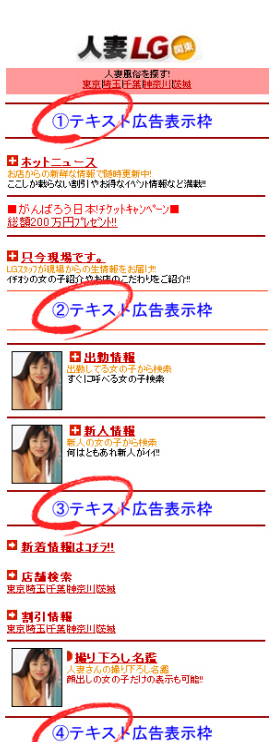 人妻LG 関東
人妻風俗を探す!
東京|埼玉|千葉|神奈川|茨城
①テキスト広告表示枠
ホットニュース
お店からの新鮮な情報で随時更新中!
ここしか載らない割引やお得なイベント情報など満載!!
■がんばろう日本!チケットキャンペーン■
総額200万円プレゼント!!
只今現場です。
LGスタッフが現場からの生情報をお届け!
イチオシの女の子紹介やお店のこだわりをご紹介!!
②テキスト広告表示枠
出勤情報
出勤してる女の子から検索
すぐに呼べる女の子検索
新人情報
新人の女の子から検索
何はともあれ新人がイイ!!
③テキスト広告表示枠
新着情報はコチラ!!
店舗検索
東京|埼玉|千葉|神奈川|茨城
割引情報
東京|埼玉|千葉|神奈川|茨城
撮り下ろし名鑑
人妻さんの撮り下ろし名鑑
顔出しの女の子だけの表示も可能!!
④テキスト広告表示枠